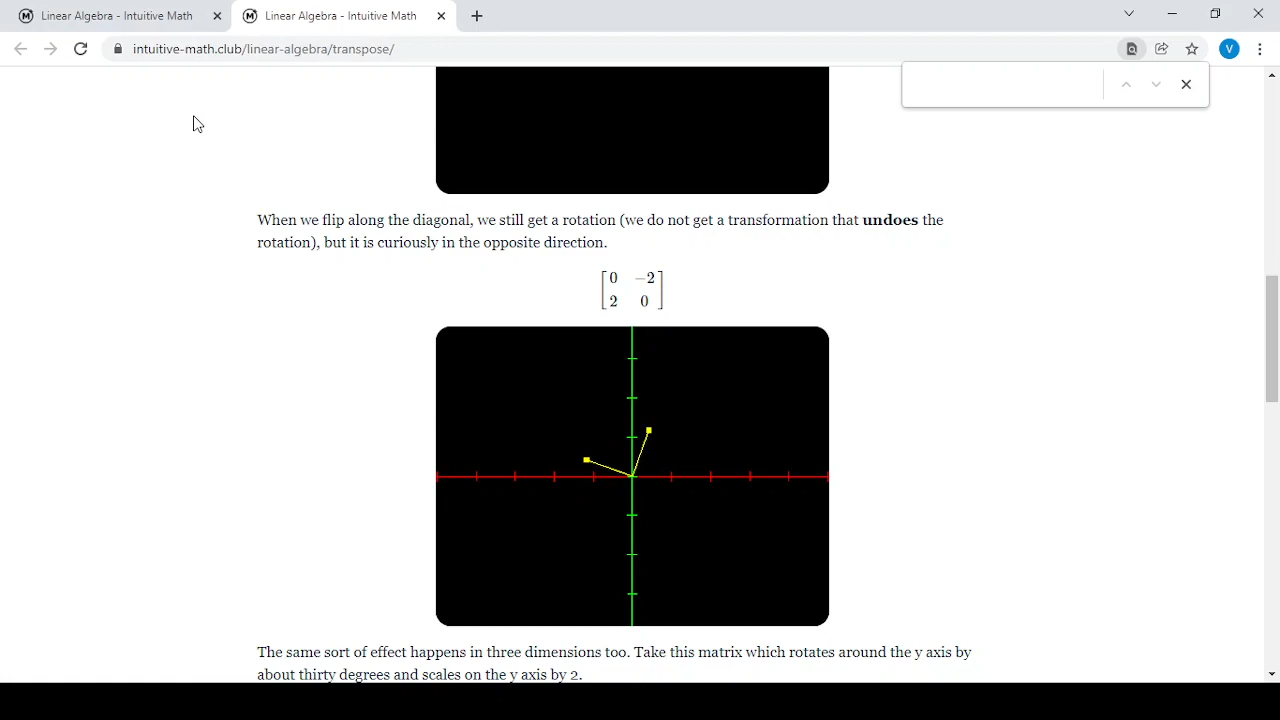 Linear Algebra - Intuitive Math
Linear Algebra - Intuitive Math
intuitive-math.club/linear-algebra/transpose/
V
When we flip along the diagonal, we still get a rotation (we do not get a transformation that undoes the
rotation), but it is curiously in the opposite direction.
0 −2
2 0
The same sort of effect happens in three dimensions too. Take this matrix which rotates around the y axis by
about thirty degrees and scales on the y axis by 2.